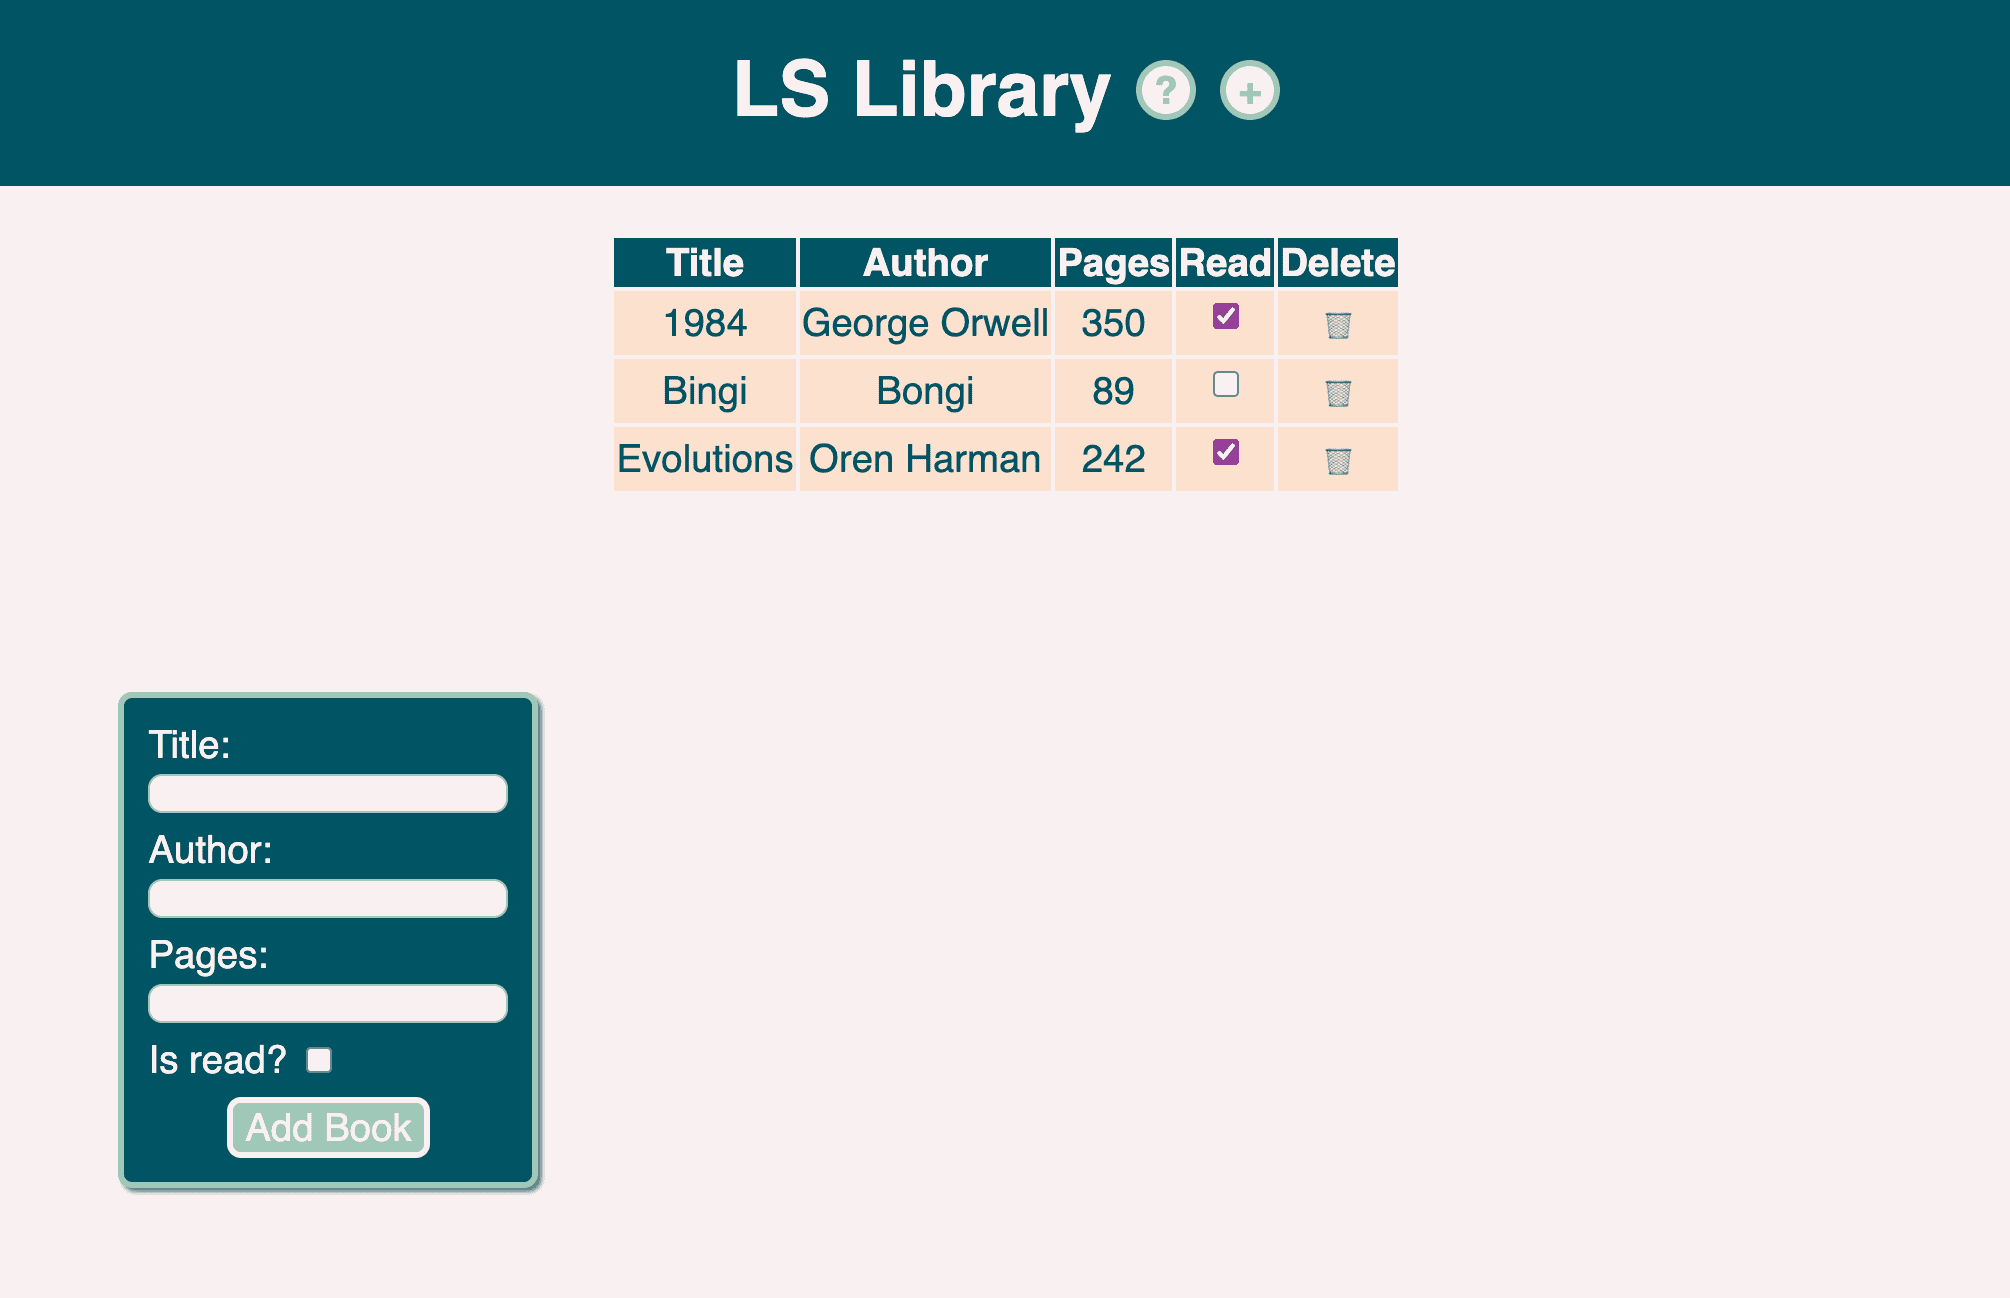 LS Library ? +
Title Author Pages Read Delete
1984 George Orwell 350
Bingi Bongi 89
Evolutions Oren Harman 242
Title:
Author:
Pages:
Is read?
Add Book